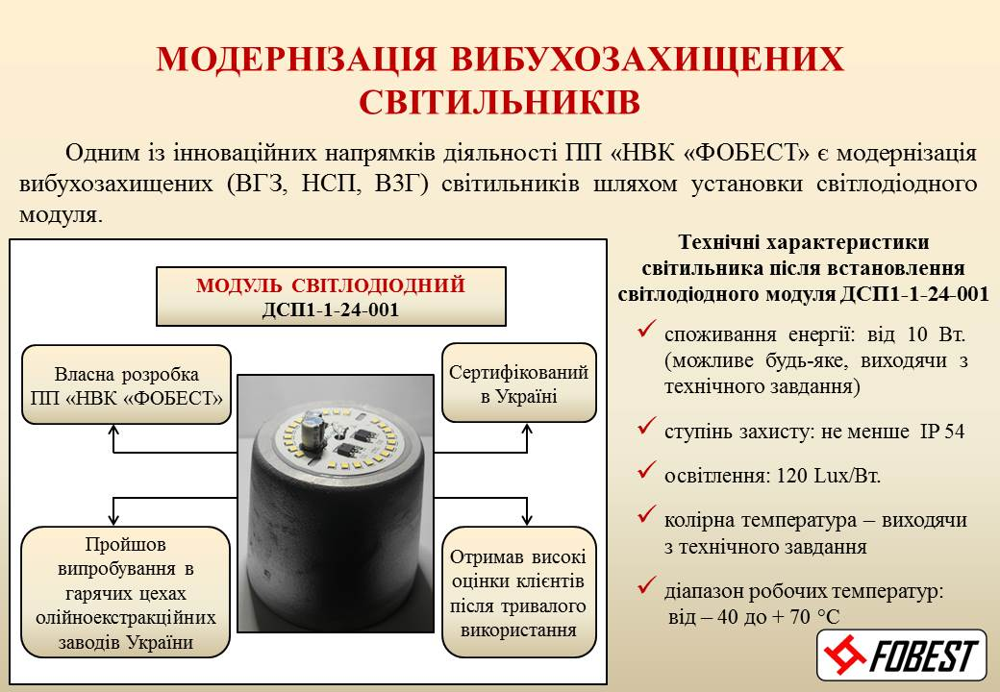 МОДЕРНІЗАЦІЯ ВИБУХОЗАХИЩЕНИХ
СВІТИЛЬНИКІВ
Одним із інноваційних напрямків діяльності ПП «НВК «ФОБЕСТ» є модернізація
вибухозахищених (ВГЗ, НСП, ВЗГ) світильників шляхом установки світлодіодного
модуля.
МОДУЛЬ СВІТЛОДІОДНИЙ
ДСП1-1-24-001
Власна розробка
ПП «НВК «ФОБЕСТ»
Сертифікований
в Україні
Пройшов
випробування в
гарячих цехах
олійноекстракційних
заводів України
Отримав високі
оцінки клієнтів
після тривалого
використання
Технічні характеристики
світильника після встановлення
світлодіодного модуля ДСП1-1-24-001
✓ споживання енергії: від 10 Вт.
(можливе будь-яке, виходячи з
технічного завдання)
✓ ступінь захисту: не менше IP 54
✓ освітлення: 120 Lux/Вт.
✓ колірна температура – виходячи
з технічного завдання
✓ діапазон робочих температур:
від – 40 до + 70 °С
FOBEST